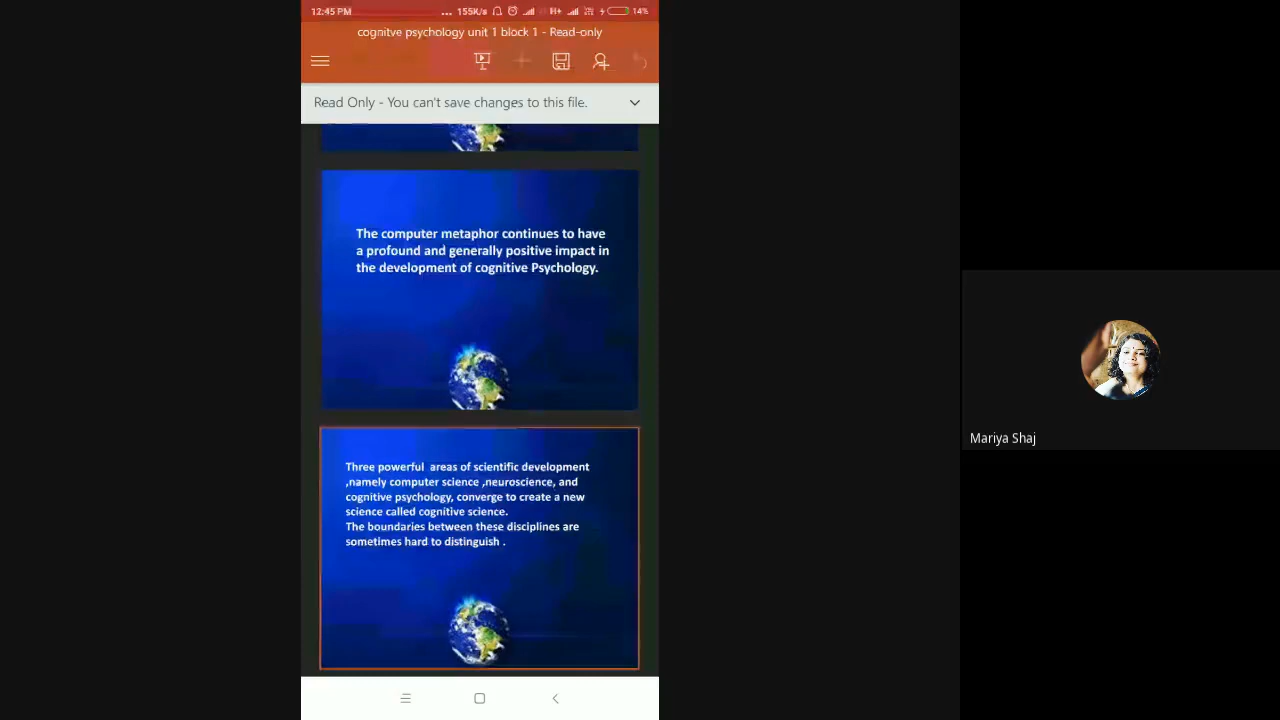 12:45 PM ... 155K/s H+ 14%
cognitve psychology unit 1 block 1 - Read-only
Read Only - You can't save changes to this file.
The computer metaphor continues to have
a profound and generally positive impact in
the development of cognitive Psychology.
Three powerful areas of scientific development
,namely computer science ,neuroscience, and
cognitive psychology, converge to create a new
science called cognitive science.
The boundaries between these disciplines are
sometimes hard to distinguish .
Mariya Shaj